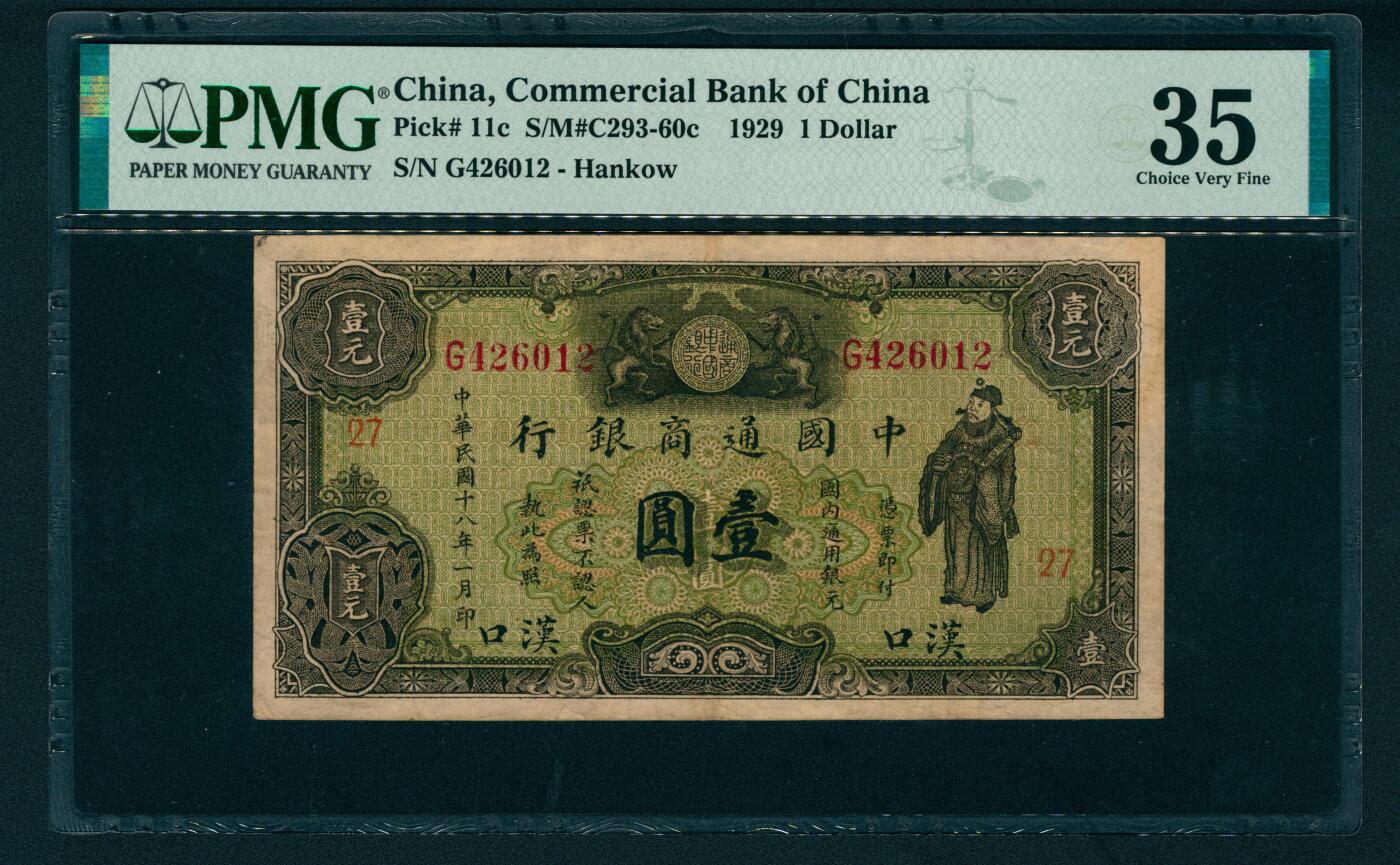 PMG®
PAPER MONEY GUARANTY
China, Commercial Bank of China
Pick# 11c S/M#C293-60c 1929 1 Dollar
S/N G426012 - Hankow
35
Choice Very Fine
壹元
壹元
G426012
G426012
27
中國通商銀行
憑票即付
國内通用銀元
壹圓
祇認票不認人
執此為照
中華民國十八年一月印
27
漢口
漢口
壹元
壹